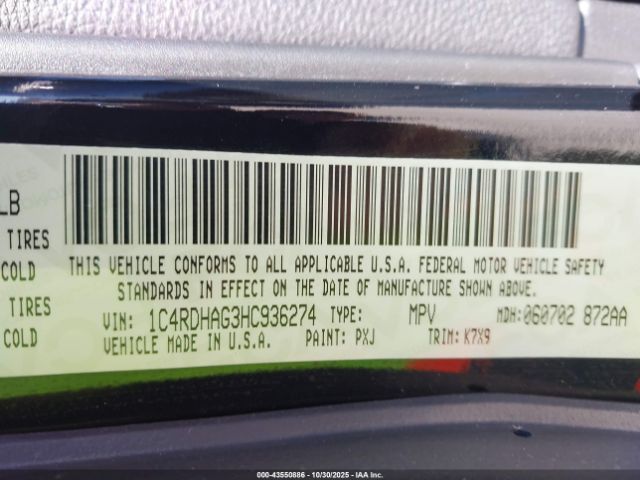 LB
TIRES
COLD
TIRES
COLD
THIS VEHICLE CONFORMS TO ALL APPLICABLE U.S.A. FEDERAL MOTOR VEHICLE SAFETY
STANDARDS IN EFFECT ON THE DATE OF MANUFACTURE SHOWN ABOVE.
VIN: 1C4RDHAG3HC936274 TYPE: MPV MDH: 060702 872AA
VEHICLE MADE IN U.S.A. PAINT: PXJ TRIM: K7X9
000-43550886 - 10/30/2025 - IAA Inc.